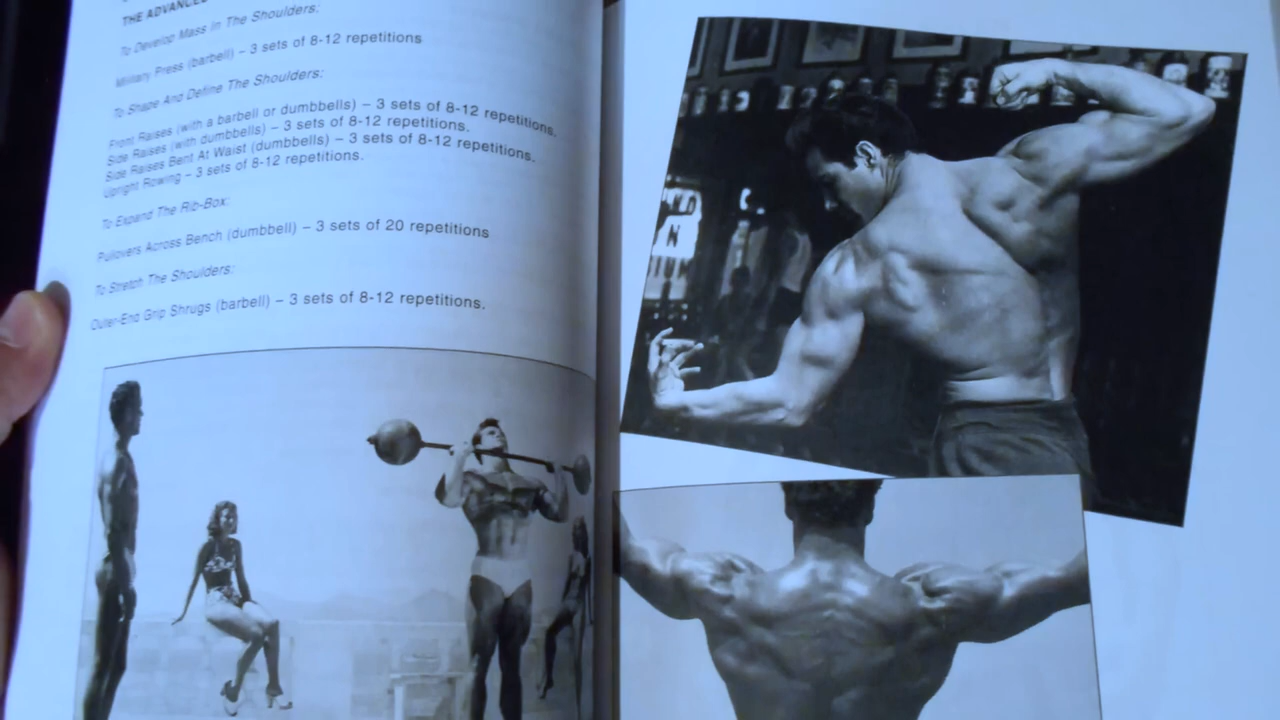 THE ADVANCED
To Develop Mass In The Shoulders:
Military Press (barbell) – 3 sets of 8-12 repetitions
To Shape And Define The Shoulders:
Front Raises (with a barbell or dumbbells) – 3 sets of 8-12 repetitions.
Side Raises (with dumbbells) – 3 sets of 8-12 repetitions.
Side Raises Bent At Waist (dumbbells) – 3 sets of 8-12 repetitions.
Upright Rowing – 3 sets of 8-12 repetitions.
To Expand The Rib-Box:
Pullovers Across Bench (dumbbell) – 3 sets of 20 repetitions
To Stretch The Shoulders:
Outer-End Grip Shrugs (barbell) – 3 sets of 8-12 repetitions.